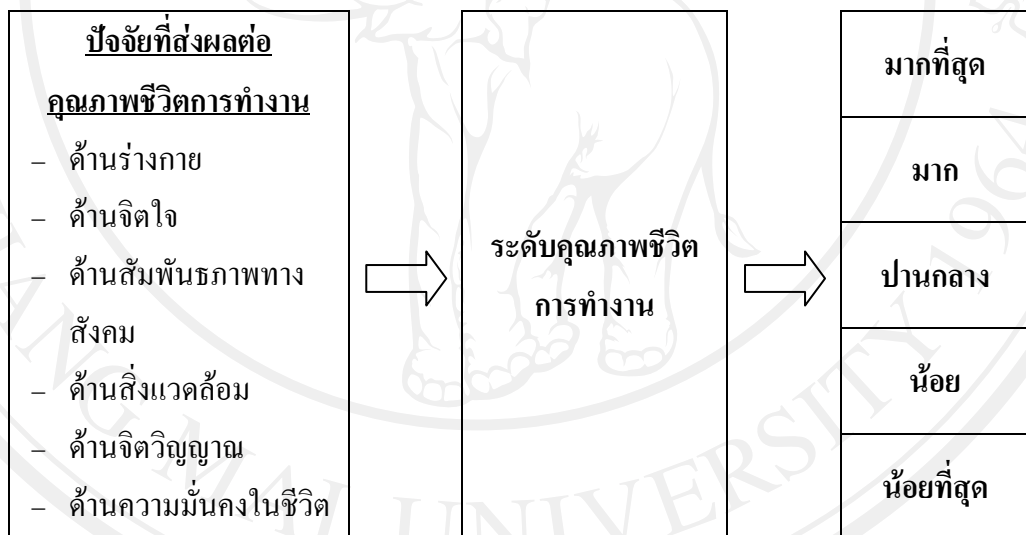 ปัจจัยที่ส่งผลต่อ
คุณภาพชีวิตการทำงาน
– ด้านร่างกาย
– ด้านจิตใจ
– ด้านสัมพันธภาพทาง
สังคม
– ด้านสิ่งแวดล้อม
– ด้านจิตวิญญาณ
– ด้านความมั่นคงในชีวิต
ระดับคุณภาพชีวิต
การทำงาน
มากที่สุด
มาก
ปานกลาง
น้อย
น้อยที่สุด
ANG MAI UNIVERSITY 1964